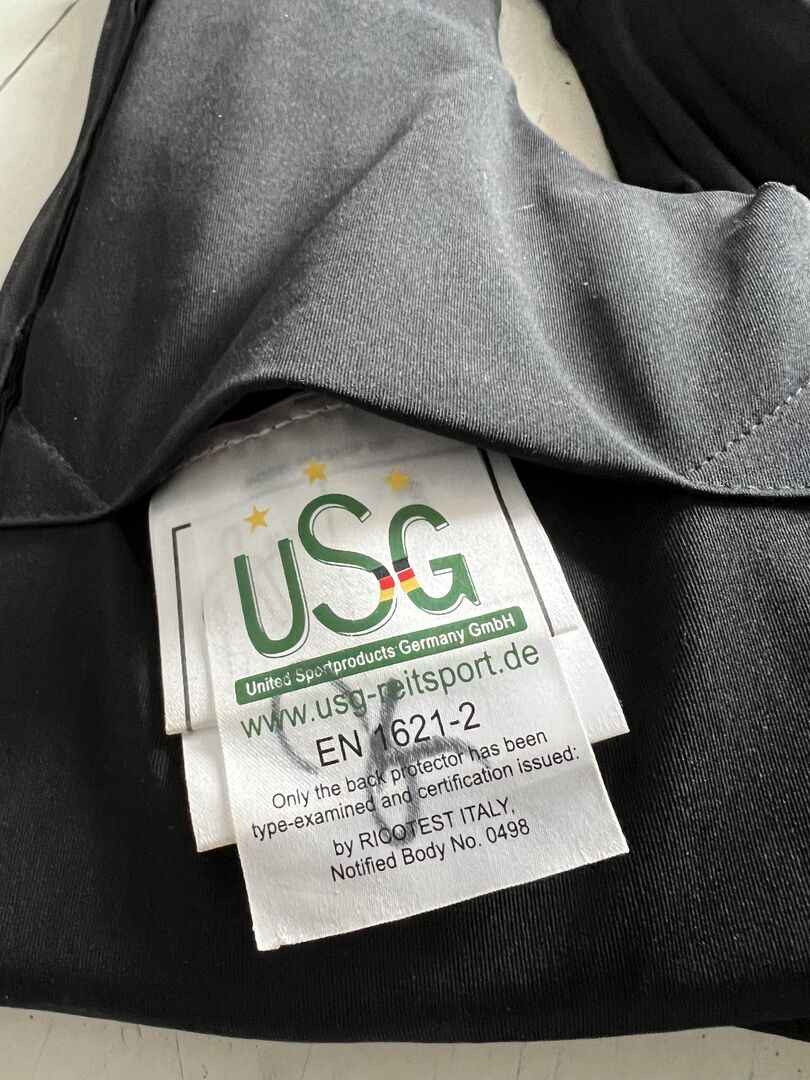 USG
United Sportproducts Germany GmbH
www.usg-reitsport.de
EN 1621-2
Only the back protector has been
type-examined and certification issued:
by RICOTEST ITALY,
Notified Body No. 0498